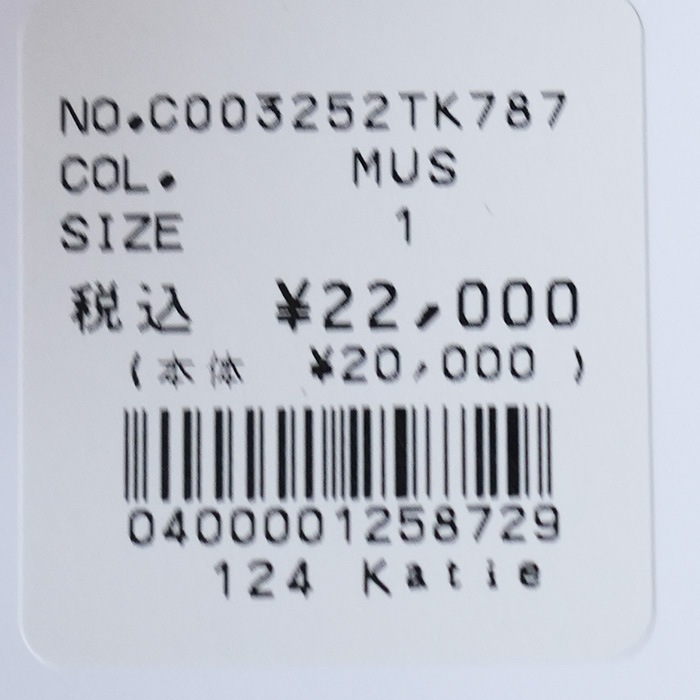 NO.C003252TK787
COL. MUS
SIZE 1
税込 ¥22,000
(本体 ¥20,000 )
0400001258729
124 Katie